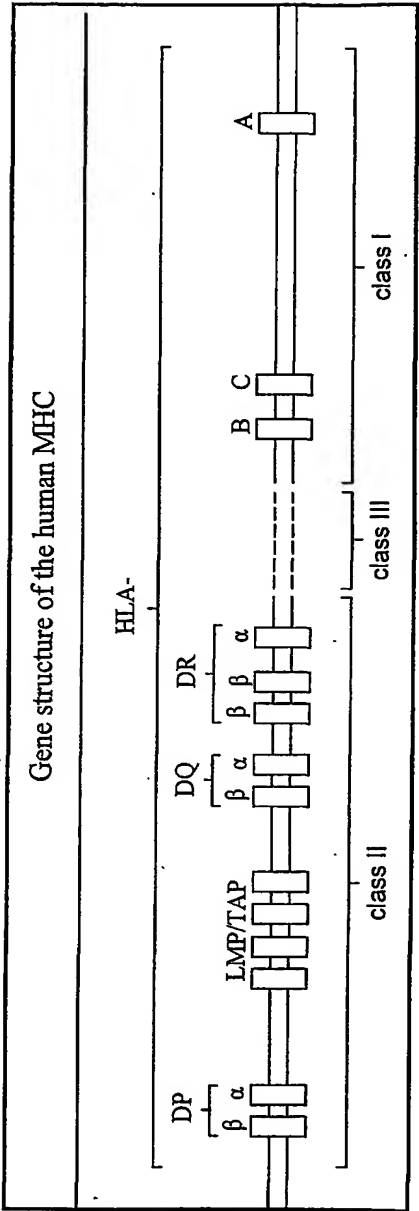 Gene structure of the human MHC
HLA-
DP DQ DR
β α LMP/TAP β α β β α B C A
class II class III class I